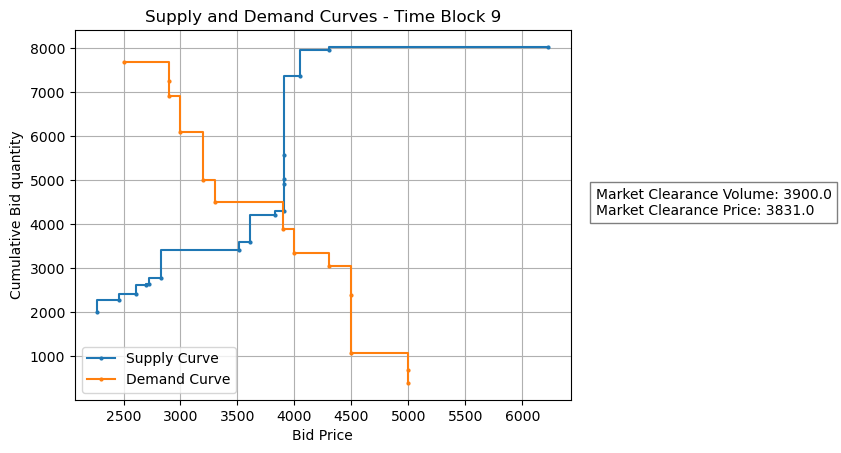 Supply and Demand Curves - Time Block 9
8000
7000
6000
5000
4000
3000
2000
1000
Cumulative Bid quantity
Supply Curve
Demand Curve
2500 3000 3500 4000 4500 5000 5500 6000
Bid Price
Market Clearance Volume: 3900.0
Market Clearance Price: 3831.0